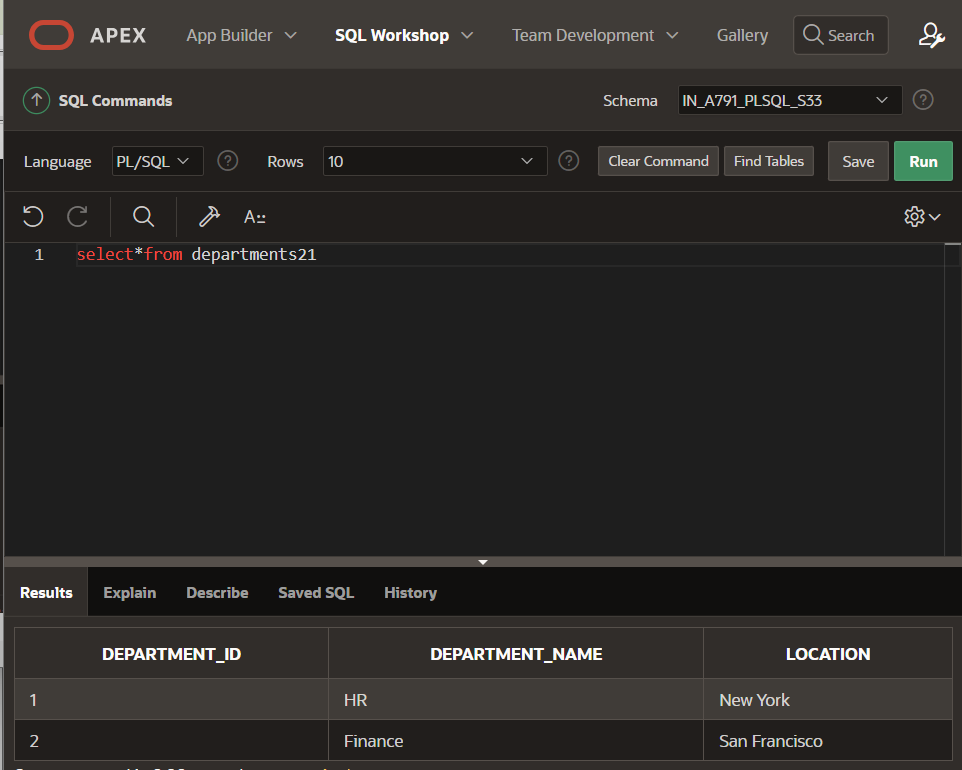 APEX App Builder SQL Workshop Team Development Gallery Search
SQL Commands Schema IN_A791_PLSQL_S33 ?
Language PL/SQL ? Rows 10 ? Clear Command Find Tables Save Run
A::
1 select*from departments21
Results Explain Describe Saved SQL History
DEPARTMENT_ID DEPARTMENT_NAME LOCATION
1 HR New York
2 Finance San Francisco